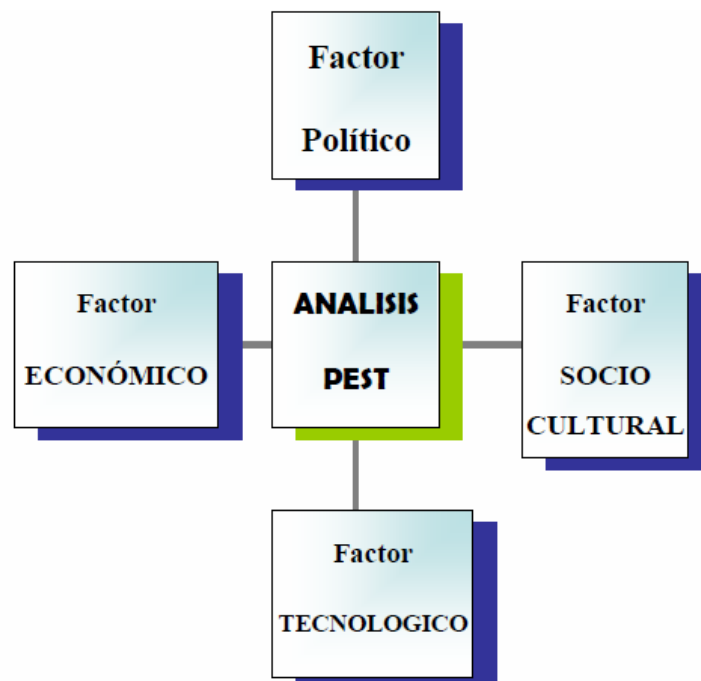 Factor
Político
Factor
ECONÓMICO
ANALISIS
PEST
Factor
SOCIO
CULTURAL
Factor
TECNOLOGICO